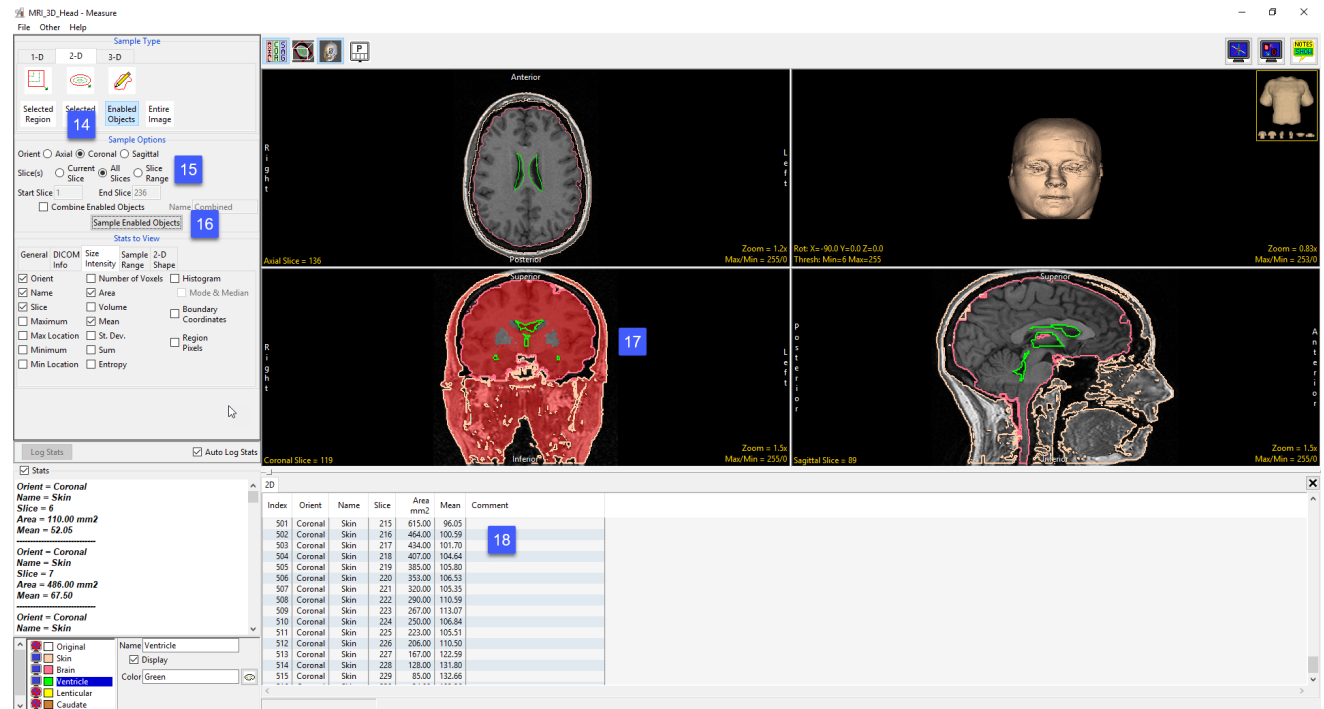 MRI_3D_Head - Measure
File Other Help
Sample Type
1-D 2-D 3-D
Selected Region
Selected
Enabled Objects
Entire Image
14
Sample Options
Orient Axial Coronal Sagittal
Slice(s) Current Slice All Slices Slice Range
15
Start Slice 1 End Slice 236
Combine Enabled Objects Name Combined
Sample Enabled Objects
16
Stats to View
General DICOM Info Size Intensity Sample Range 2-D Shape
Orient Number of Voxels Histogram
Name Area Mode & Median
Slice Volume Boundary Coordinates
Maximum Mean
Max Location St. Dev. Region Pixels
Minimum Sum
Min Location Entropy
Log Stats Auto Log Stats
Stats
Orient = Coronal
Name = Skin
Slice = 6
Area = 110.00 mm2
Mean = 52.05
-----------------------------
Orient = Coronal
Name = Skin
Slice = 7
Area = 486.00 mm2
Mean = 67.50
-----------------------------
Orient = Coronal
Name = Skin
Original
Skin
Brain
Ventricle
Lenticular
Caudate
Name Ventricle
Display
Color Green
P
NOTES
SHOW
Anterior
Right
Left
Posterior
Axial Slice = 136
Zoom = 1.2x
Max/Min = 255/0
Rot: X=-90.0 Y=0.0 Z=0.0
Thresh: Min=6 Max=255
Zoom = 0.83x
Max/Min = 253/0
Superior
Right
Left
17
Inferior
Coronal Slice = 119
Zoom = 1.5x
Max/Min = 255/0
Superior
Posterior
Anterior
Inferior
Sagittal Slice = 89
Zoom = 1.5x
Max/Min = 255/0
2D
Index Orient Name Slice Area mm2 Mean Comment
501 Coronal Skin 215 615.00 96.05
502 Coronal Skin 216 464.00 100.59
503 Coronal Skin 217 434.00 101.70
504 Coronal Skin 218 407.00 104.64
505 Coronal Skin 219 385.00 105.80
506 Coronal Skin 220 353.00 106.53
507 Coronal Skin 221 320.00 105.35
508 Coronal Skin 222 290.00 110.59
509 Coronal Skin 223 267.00 113.07
510 Coronal Skin 224 250.00 106.84
511 Coronal Skin 225 223.00 105.51
512 Coronal Skin 226 206.00 110.50
513 Coronal Skin 227 167.00 122.59
514 Coronal Skin 228 128.00 131.80
515 Coronal Skin 229 85.00 132.66
18